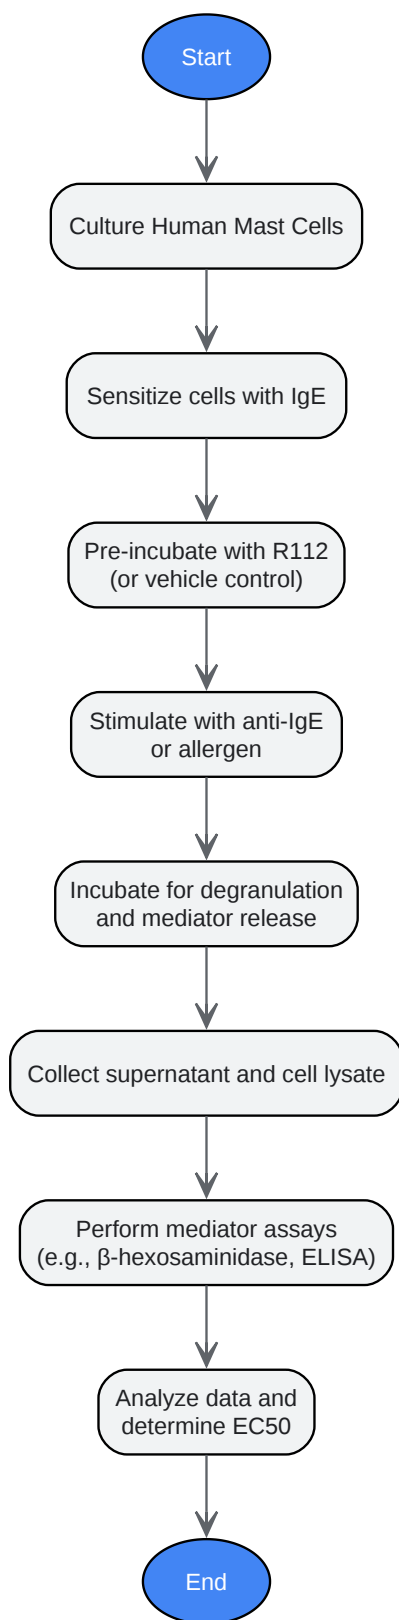 Start
Culture Human Mast Cells
Sensitize cells with IgE
Pre-incubate with R112
(or vehicle control)
Stimulate with anti-IgE
or allergen
Incubate for degranulation
and mediator release
Collect supernatant and cell lysate
Perform mediator assays
(e.g., β-hexosaminidase, ELISA)
Analyze data and
determine EC50
End